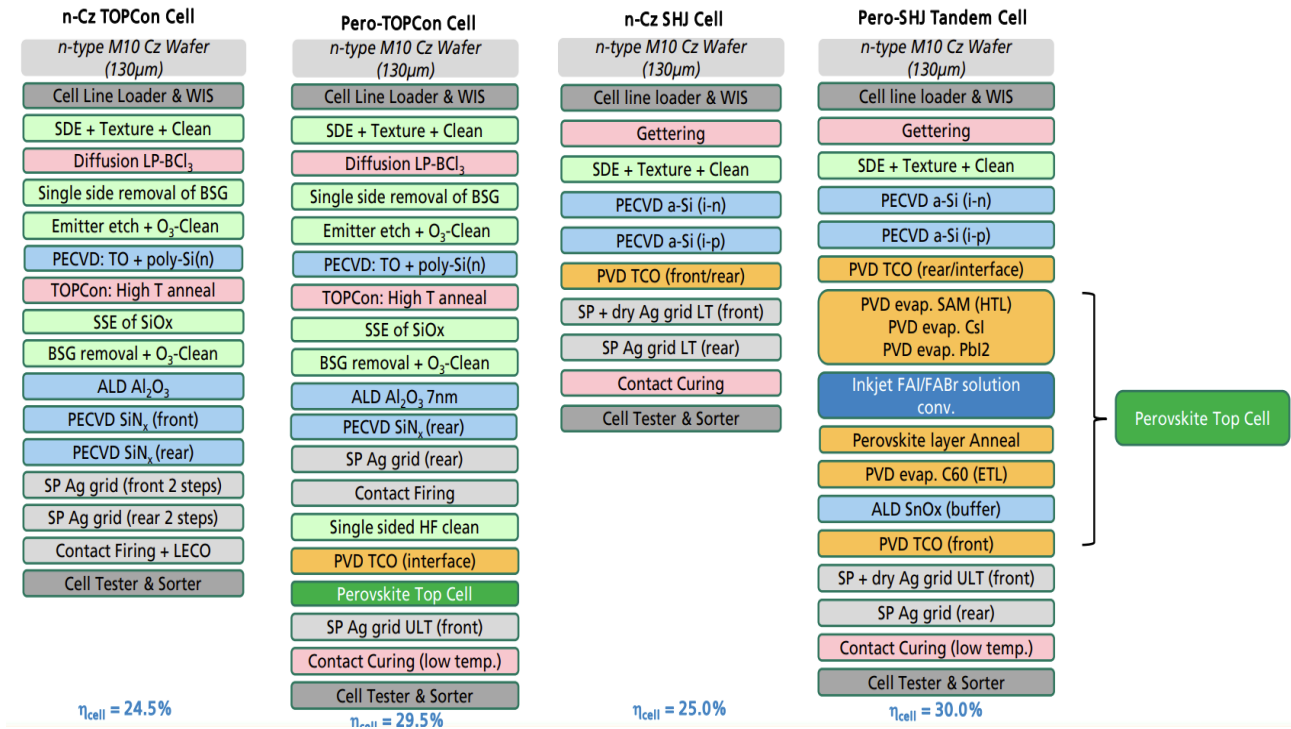 n-Cz TOPCon Cell
n-type M10 Cz Wafer
(130µm)
Cell Line Loader & WIS
SDE + Texture + Clean
Diffusion LP-BCl₃
Single side removal of BSG
Emitter etch + O₃-Clean
PECVD: TO + poly-Si(n)
TOPCon: High T anneal
SSE of SiOx
BSG removal + O₃-Clean
ALD Al₂O₃
PECVD SiNₓ (front)
PECVD SiNₓ (rear)
SP Ag grid (front 2 steps)
SP Ag grid (rear 2 steps)
Contact Firing + LECO
Cell Tester & Sorter
ηcell = 24.5%
Pero-TOPCon Cell
n-type M10 Cz Wafer
(130µm)
Cell Line Loader & WIS
SDE + Texture + Clean
Diffusion LP-BCl₃
Single side removal of BSG
Emitter etch + O₃-Clean
PECVD: TO + poly-Si(n)
TOPCon: High T anneal
SSE of SiOx
BSG removal + O₃-Clean
ALD Al₂O₃ 7nm
PECVD SiNₓ (rear)
SP Ag grid (rear)
Contact Firing
Single sided HF clean
PVD TCO (interface)
Perovskite Top Cell
SP Ag grid ULT (front)
Contact Curing (low temp.)
Cell Tester & Sorter
ηcell = 29.5%
n-Cz SHJ Cell
n-type M10 Cz Wafer
(130µm)
Cell line loader & WIS
Gettering
SDE + Texture + Clean
PECVD a-Si (i-n)
PECVD a-Si (i-p)
PVD TCO (front/rear)
SP + dry Ag grid LT (front)
SP Ag grid LT (rear)
Contact Curing
Cell Tester & Sorter
ηcell = 25.0%
Pero-SHJ Tandem Cell
n-type M10 Cz Wafer
(130µm)
Cell line loader & WIS
Gettering
SDE + Texture + Clean
PECVD a-Si (i-n)
PECVD a-Si (i-p)
PVD TCO (rear/interface)
PVD evap. SAM (HTL)
PVD evap. CsI
PVD evap. PbI2
Inkjet FAI/FABr solution
conv.
Perovskite layer Anneal
PVD evap. C60 (ETL)
ALD SnOx (buffer)
PVD TCO (front)
SP + dry Ag grid ULT (front)
SP Ag grid (rear)
Contact Curing (low temp.)
Cell Tester & Sorter
ηcell = 30.0%
Perovskite Top Cell